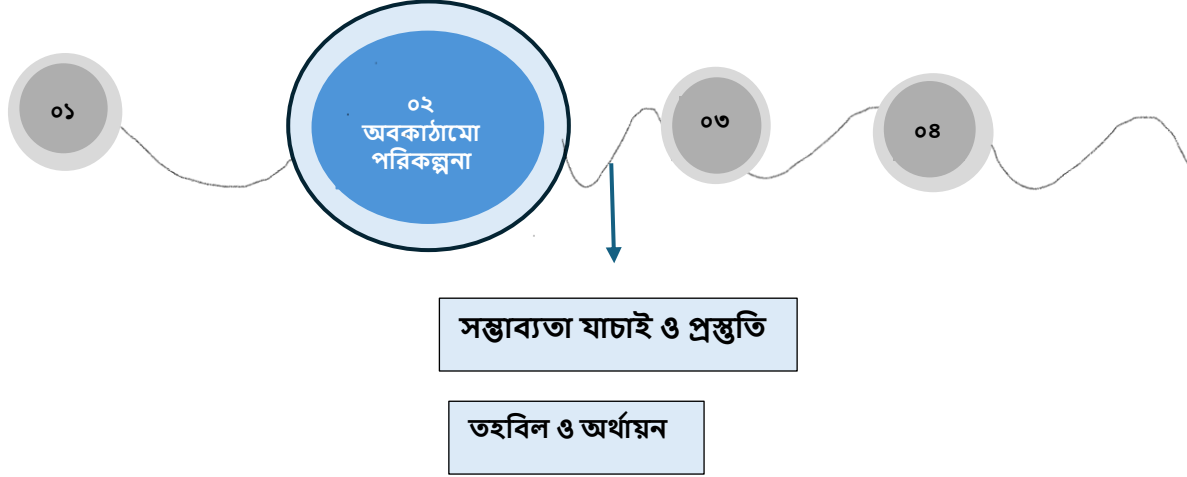 ০১
০২
অবকাঠামো
পরিকল্পনা
০৩
০৪
সম্ভাব্যতা যাচাই ও প্রস্তুতি
তহবিল ও অর্থায়ন